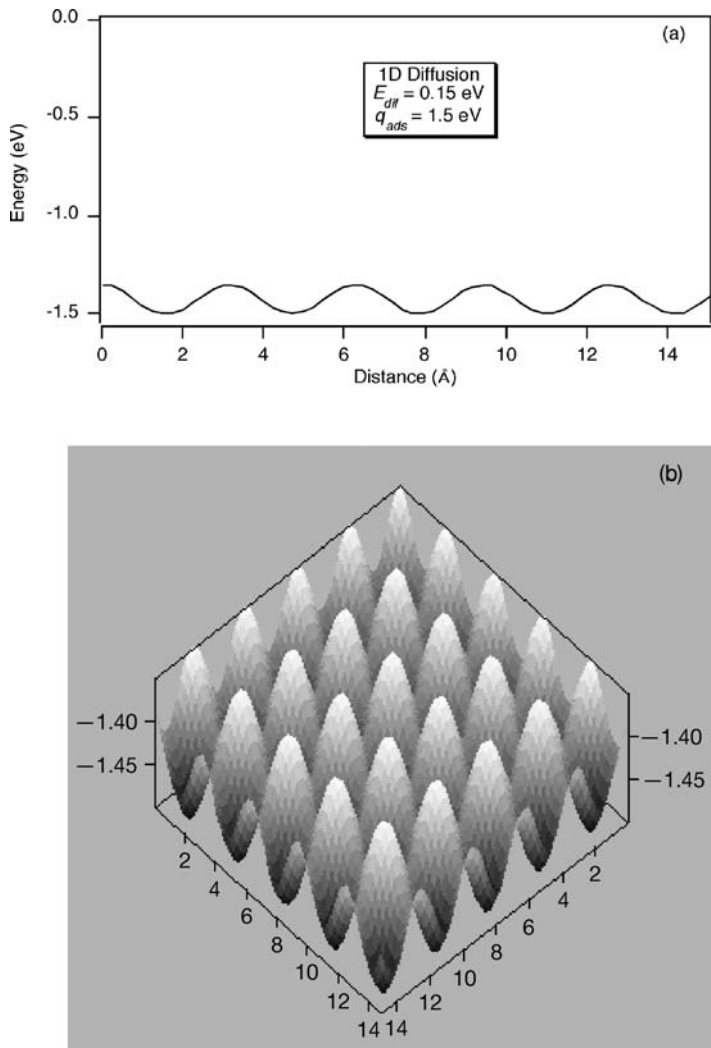 (a)
0.0
-0.5
-1.0
-1.5
Energy (eV)
1D Diffusion
E_dif = 0.15 eV
q_ads = 1.5 eV
0 2 4 6 8 10 12 14
Distance (Å)
(b)
−1.40
−1.45
−1.40
−1.45
2
4
6
8
10
12
14
2
4
6
8
10
12
14